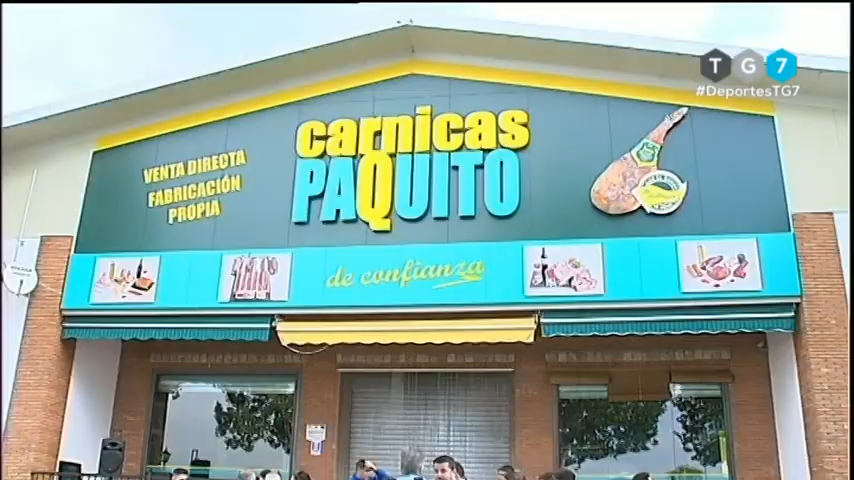 TG7
#DeportesTG7
carnicas
PAQUITO
VENTA DIRECTA
FABRICACIÓN
PROPIA
de confianza